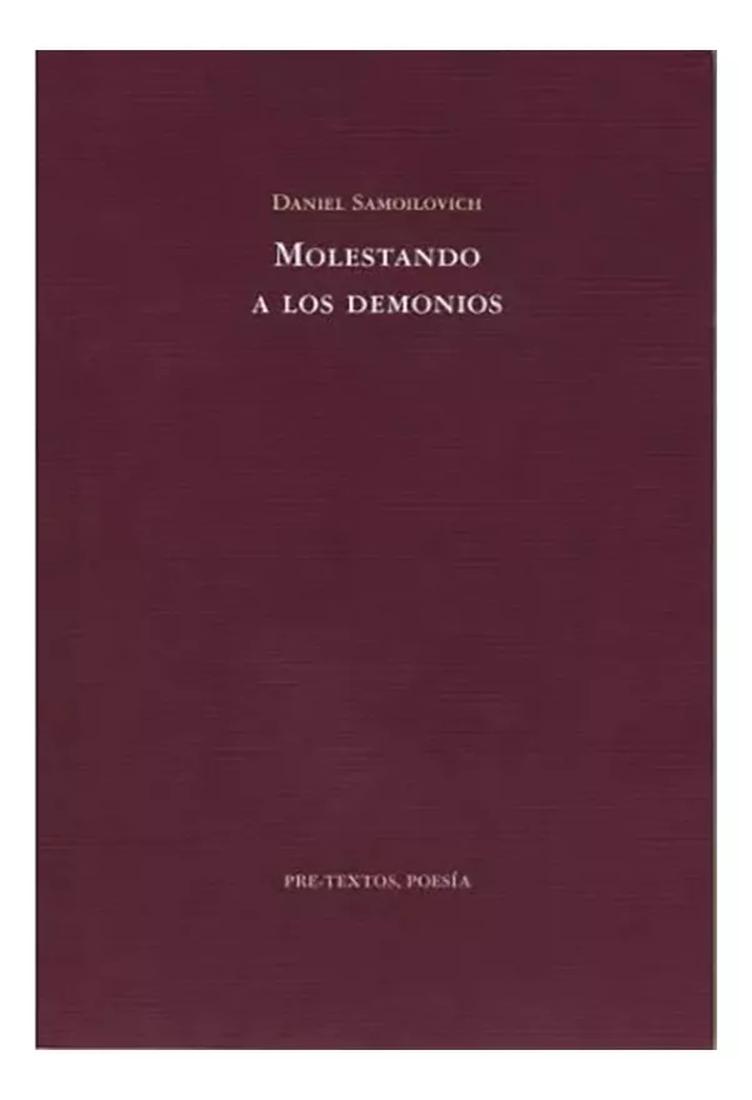 Daniel Samoilovich
Molestando
a los demonios
PRE-TEXTOS, POESÍA